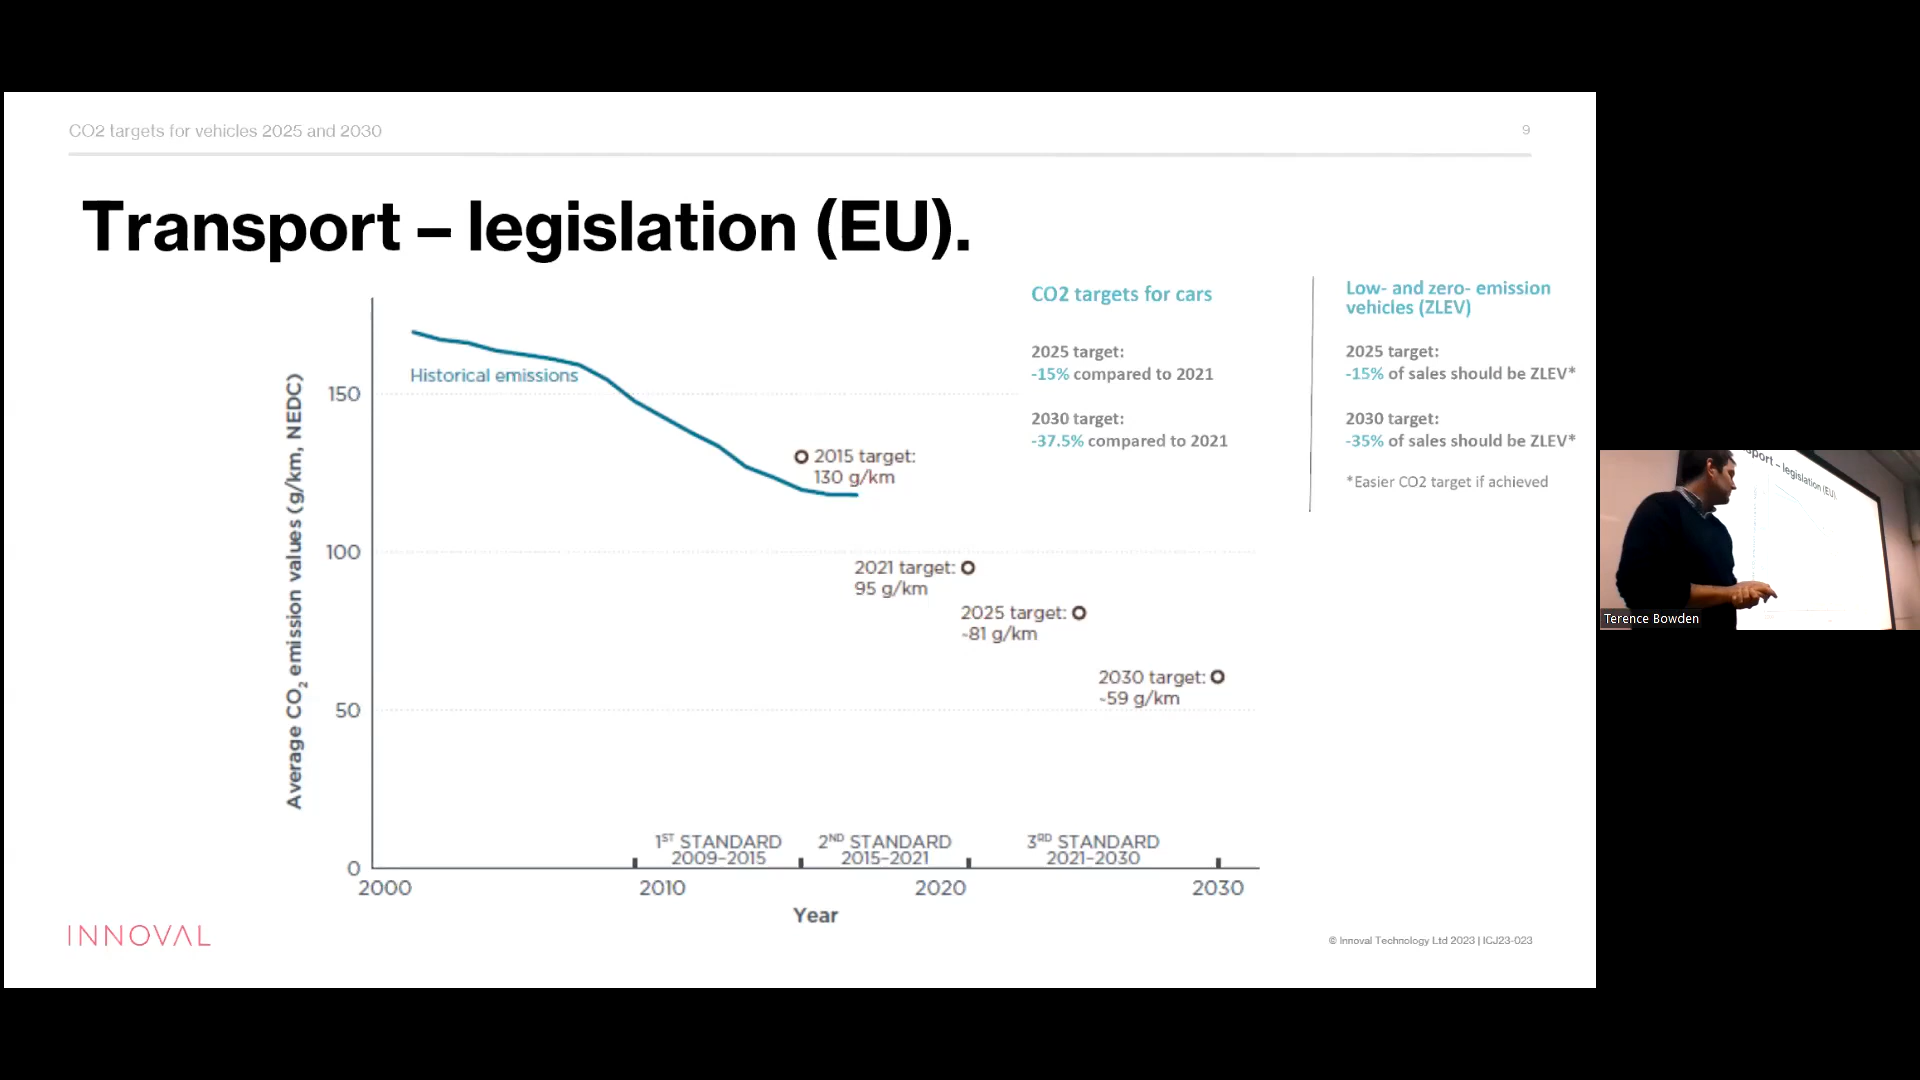 CO2 targets for vehicles 2025 and 2030
9
Transport – legislation (EU).
CO2 targets for cars
2025 target:
-15% compared to 2021
2030 target:
-37.5% compared to 2021
Low- and zero- emission
vehicles (ZLEV)
2025 target:
-15% of sales should be ZLEV*
2030 target:
-35% of sales should be ZLEV*
*Easier CO2 target if achieved
Average CO₂ emission values (g/km, NEDC)
150
100
50
0
Historical emissions
2015 target:
130 g/km
2021 target:
95 g/km
2025 target:
~81 g/km
2030 target:
~59 g/km
1ST STANDARD
2009–2015
2ND STANDARD
2015–2021
3RD STANDARD
2021–2030
2000
2010
2020
2030
Year
INNOVAL
© Innoval Technology Ltd 2023 | ICJ23-023
sport – legislation (EU).
Terence Bowden